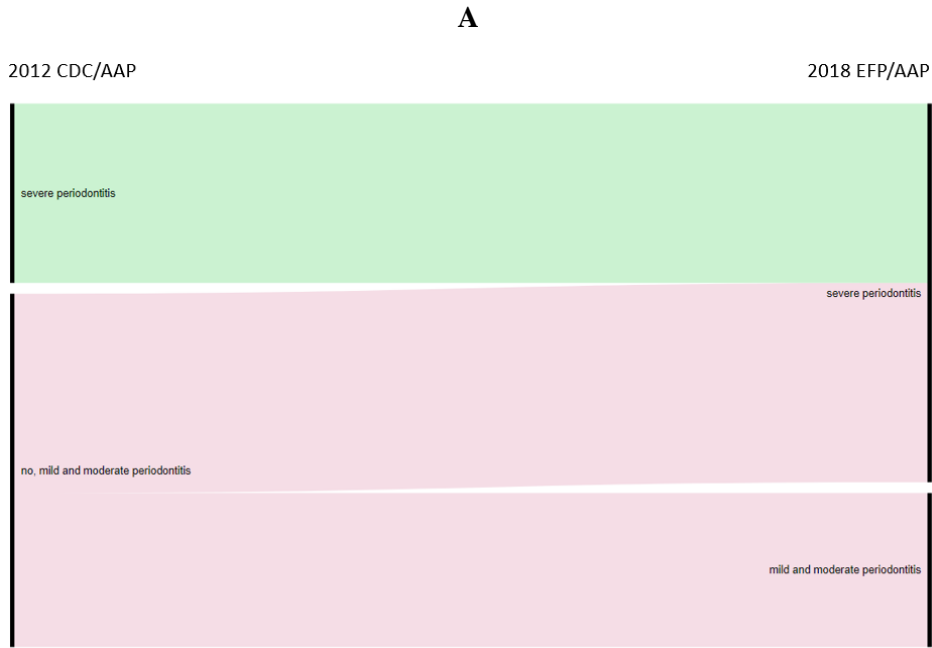 A
2012 CDC/AAP
2018 EFP/AAP
severe periodontitis
severe periodontitis
no, mild and moderate periodontitis
mild and moderate periodontitis